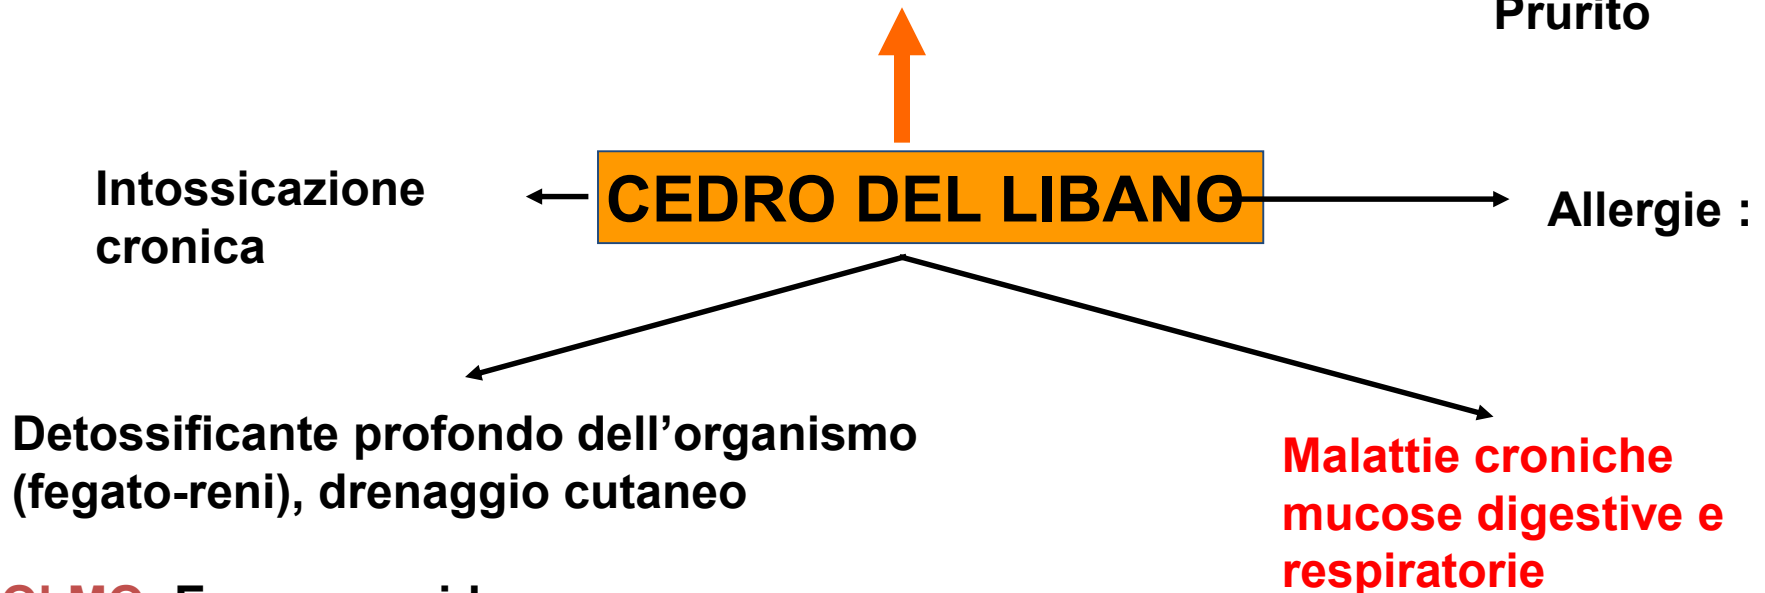 Prurito
Intossicazione
cronica
CEDRO DEL LIBANO
Allergie :
Detossificante profondo dell’organismo
(fegato-reni), drenaggio cutaneo
Malattie croniche
mucose digestive e
respiratorie